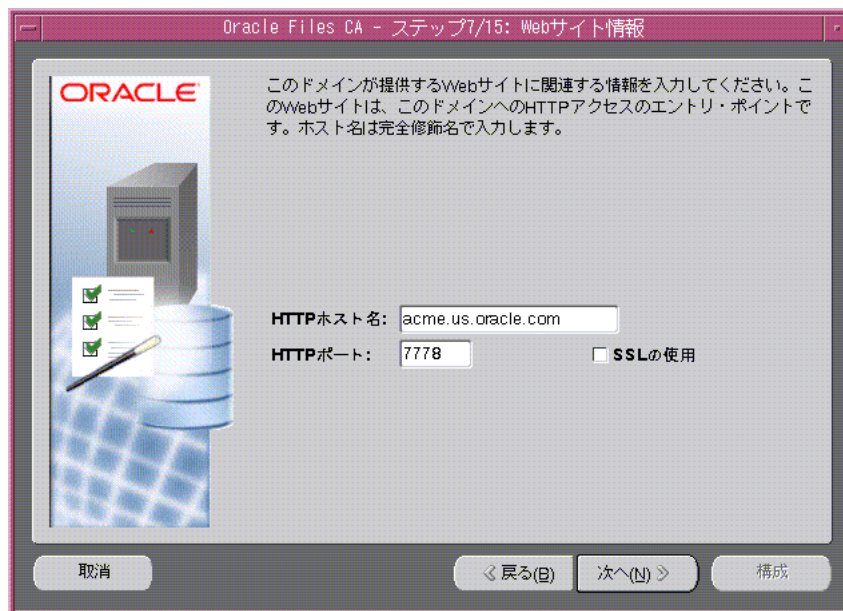 Oracle Files CA - ステップ7/15: Webサイト情報
ORACLE
このドメインが提供するWebサイトに関連する情報を入力してください。こ
のWebサイトは、このドメインへのHTTPアクセスのエントリ・ポイントで
す。ホスト名は完全修飾名で入力します。
HTTPホスト名: acme.us.oracle.com
HTTPポート: 7778 SSLの使用
取消 戻る(B) 次へ(N) 構成